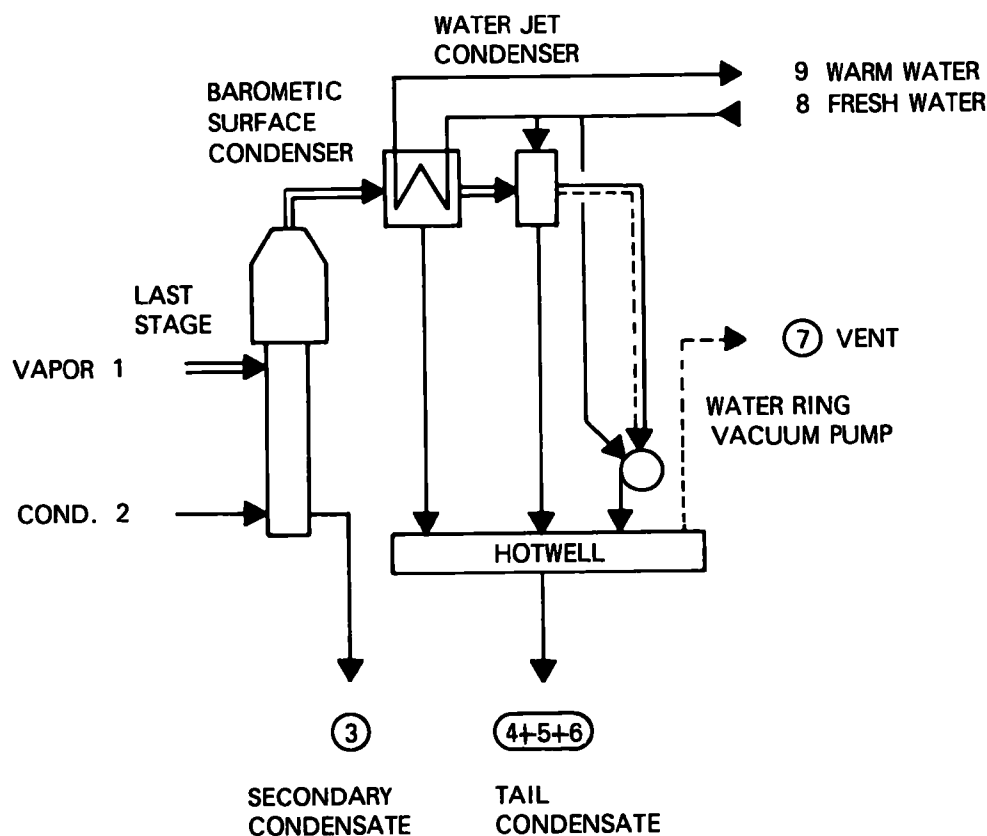 WATER JET
CONDENSER
9 WARM WATER
8 FRESH WATER
BAROMETIC
SURFACE
CONDENSER
LAST
STAGE
VAPOR 1
7 VENT
WATER RING
VACUUM PUMP
COND. 2
HOTWELL
3
4+5+6
SECONDARY
CONDENSATE
TAIL
CONDENSATE